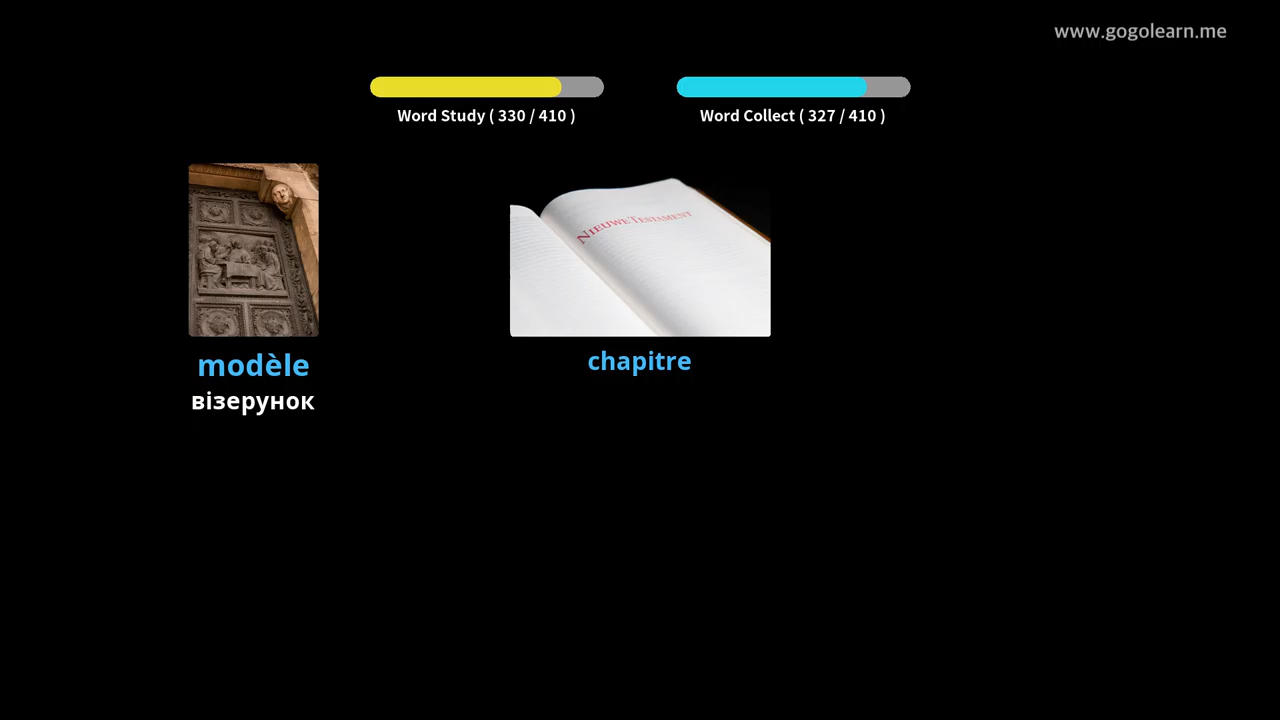 www.gogolearn.me
Word Study ( 330 / 410 )
Word Collect ( 327 / 410 )
NIEUWE TESTAMENT
modèle
візерунок
chapitre